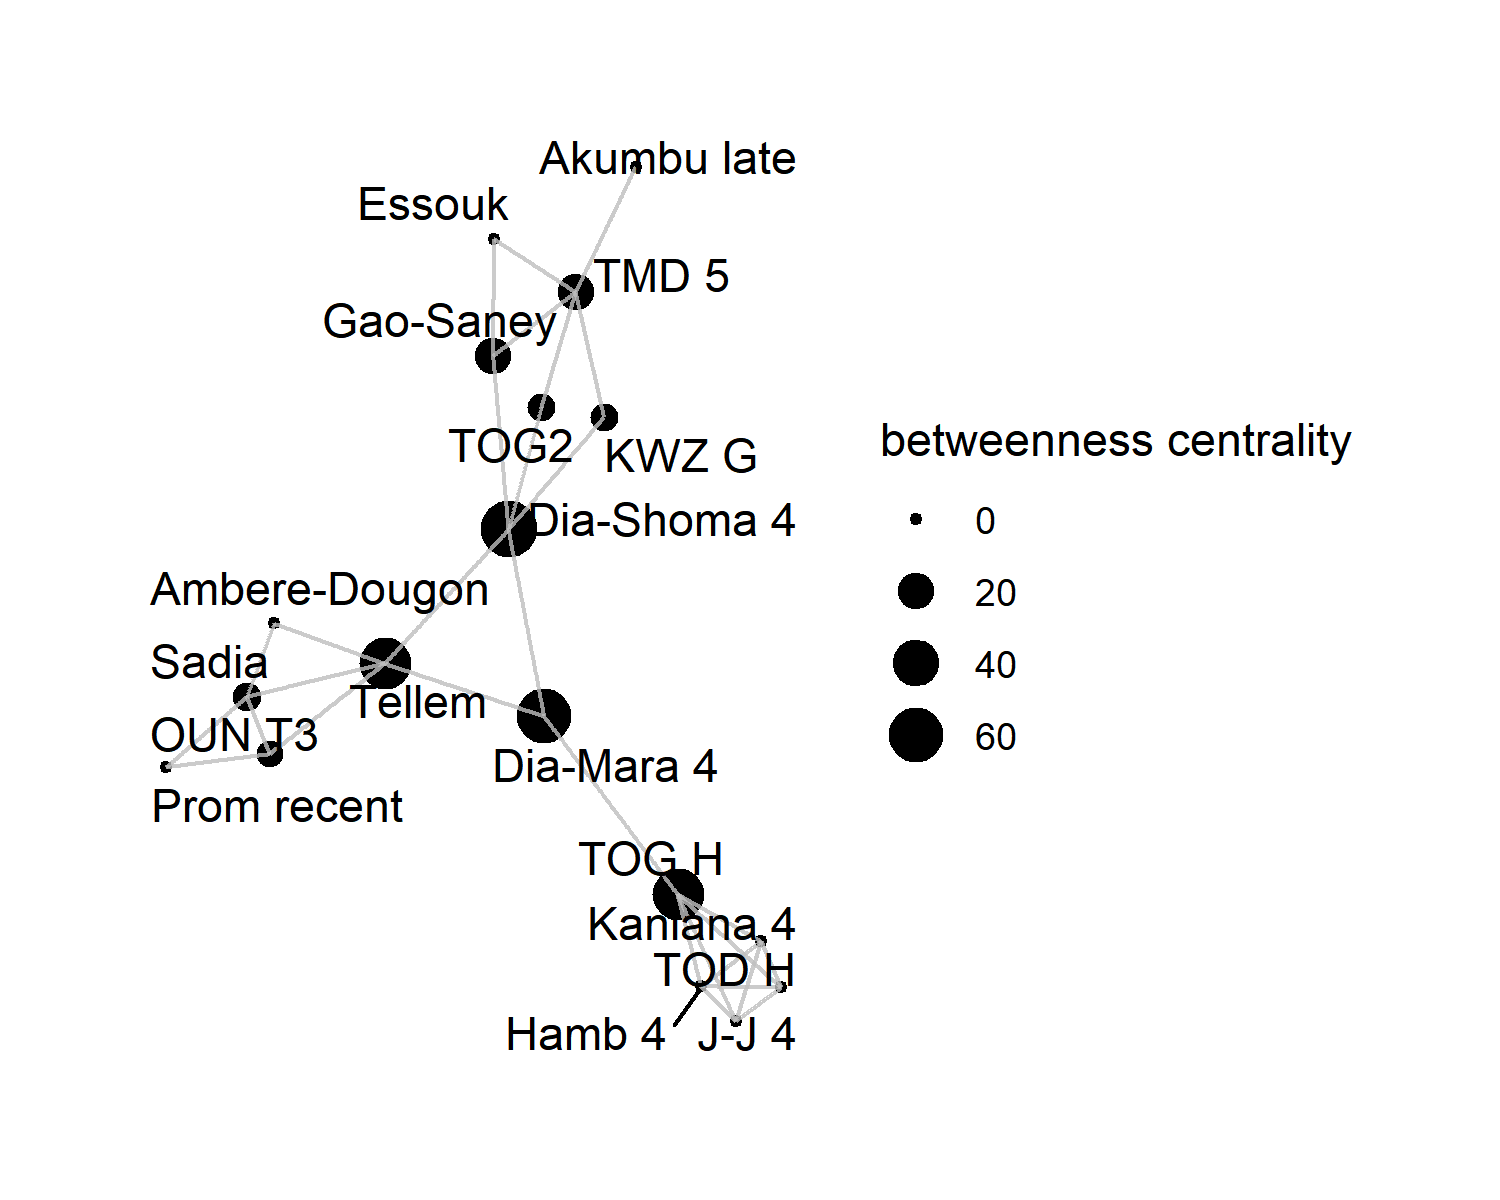 Akumbu late
Essouk
TMD 5
Gao-Saney
TOG2
KWZ G
Dia-Shoma 4
Ambere-Dougon
Sadia
Tellem
OUN T3
Dia-Mara 4
Prom recent
TOG H
Kaniana 4
TOD H
Hamb 4
J-J 4
betweenness centrality
0
20
40
60